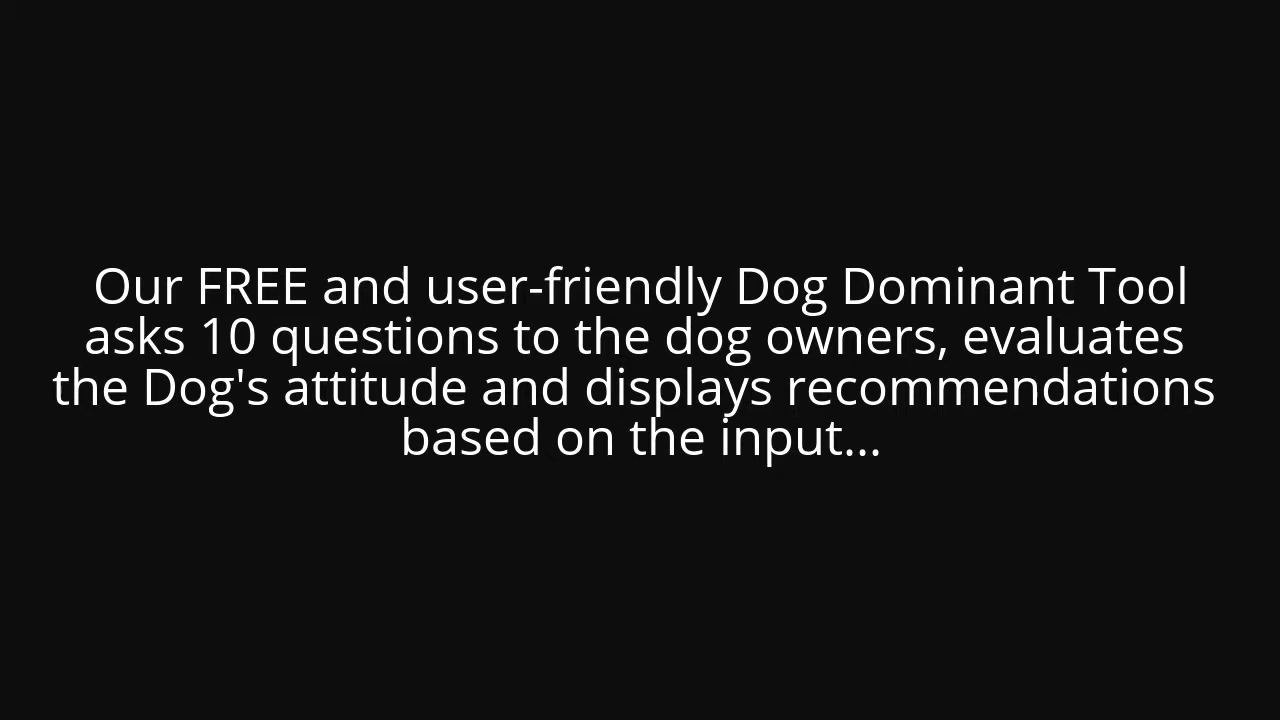 Our FREE and user-friendly Dog Dominant Tool
asks 10 questions to the dog owners, evaluates
the Dog's attitude and displays recommendations
based on the input...